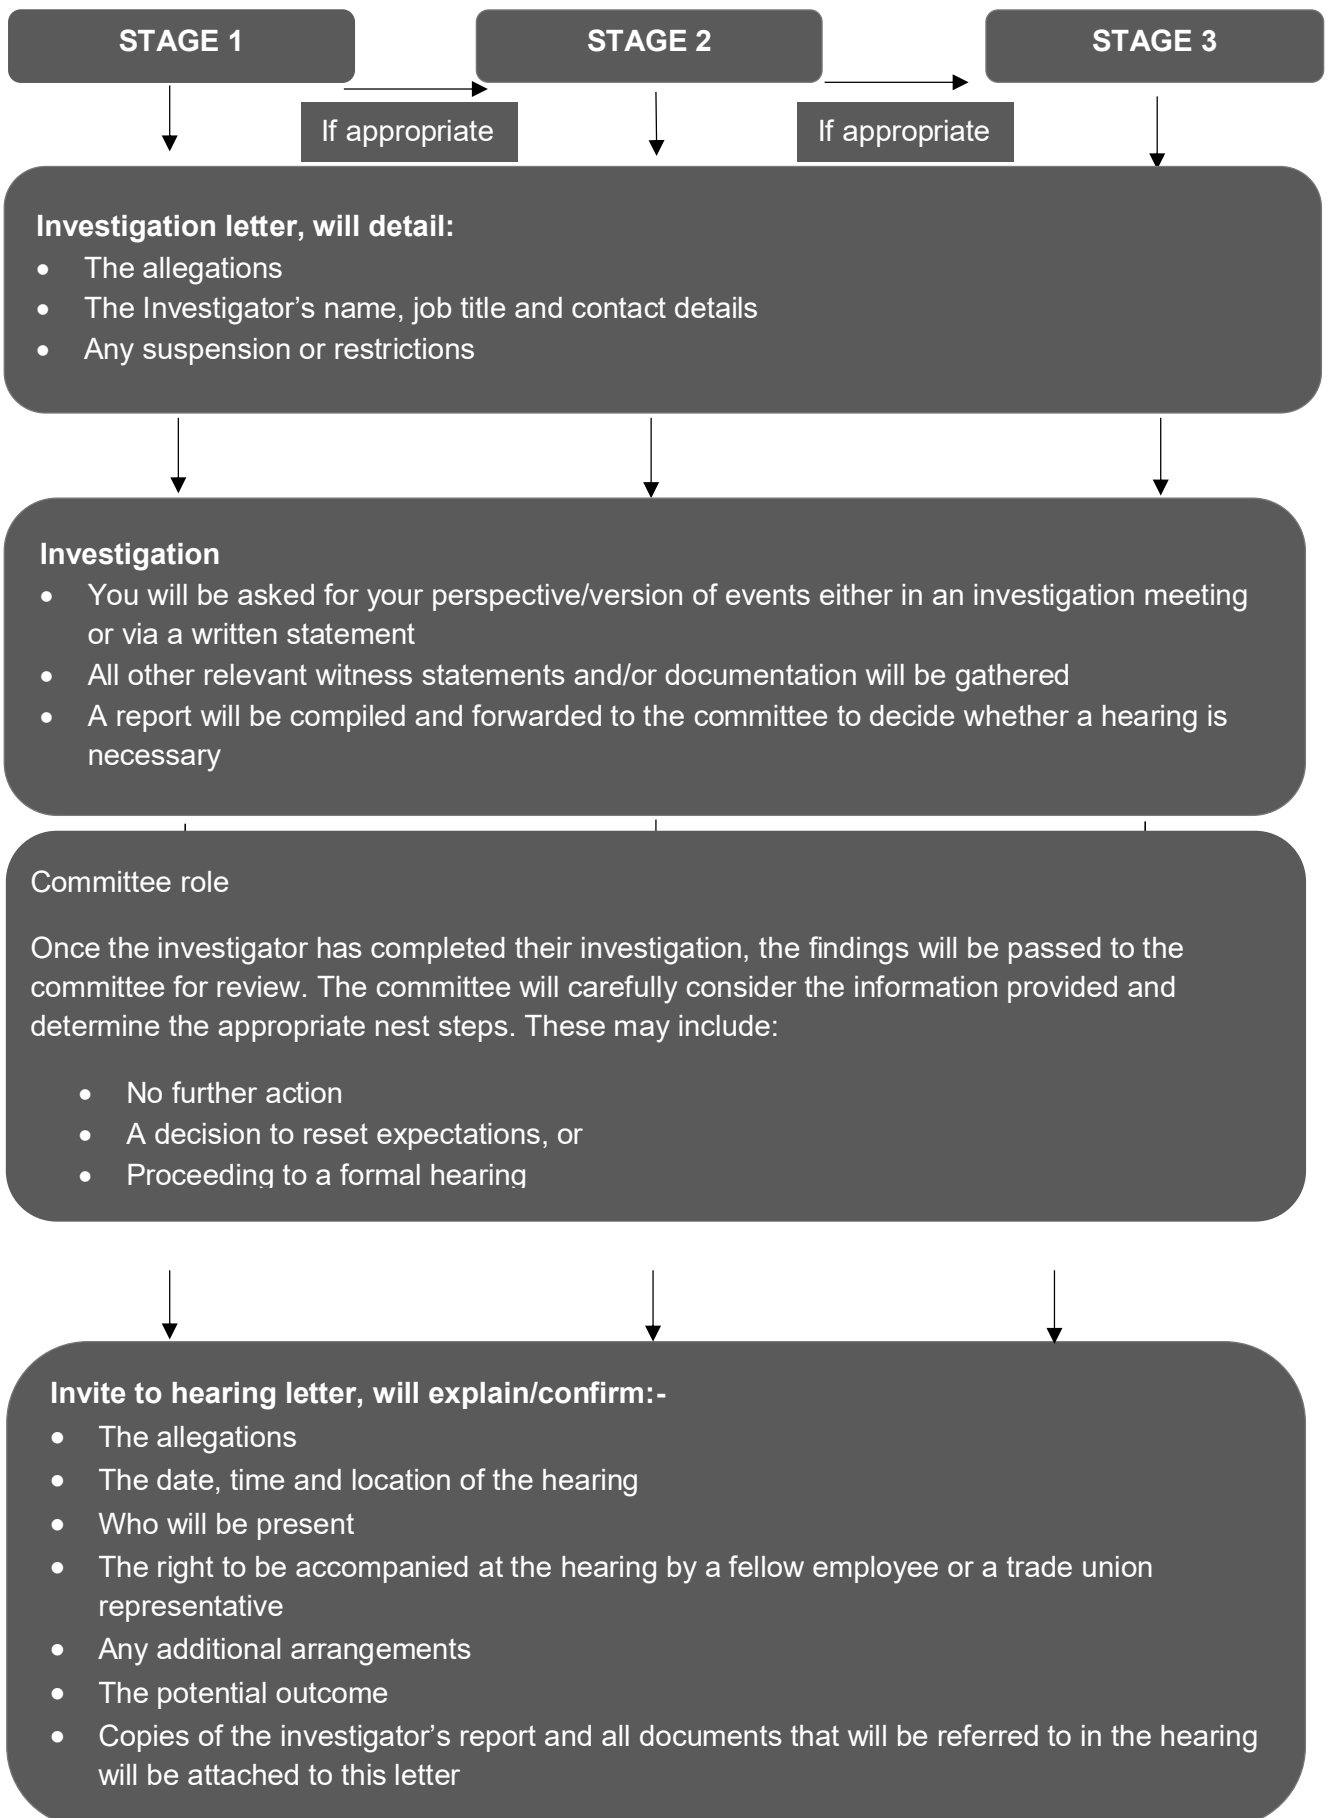 STAGE 1
STAGE 2
STAGE 3
If appropriate
If appropriate
Investigation letter, will detail:
• The allegations
• The Investigator’s name, job title and contact details
• Any suspension or restrictions
Investigation
• You will be asked for your perspective/version of events either in an investigation meeting
or via a written statement
• All other relevant witness statements and/or documentation will be gathered
• A report will be compiled and forwarded to the committee to decide whether a hearing is
necessary
Committee role
Once the investigator has completed their investigation, the findings will be passed to the
committee for review. The committee will carefully consider the information provided and
determine the appropriate nest steps. These may include:
• No further action
• A decision to reset expectations, or
• Proceeding to a formal hearing
Invite to hearing letter, will explain/confirm:-
• The allegations
• The date, time and location of the hearing
• Who will be present
• The right to be accompanied at the hearing by a fellow employee or a trade union
representative
• Any additional arrangements
• The potential outcome
• Copies of the investigator’s report and all documents that will be referred to in the hearing
will be attached to this letter